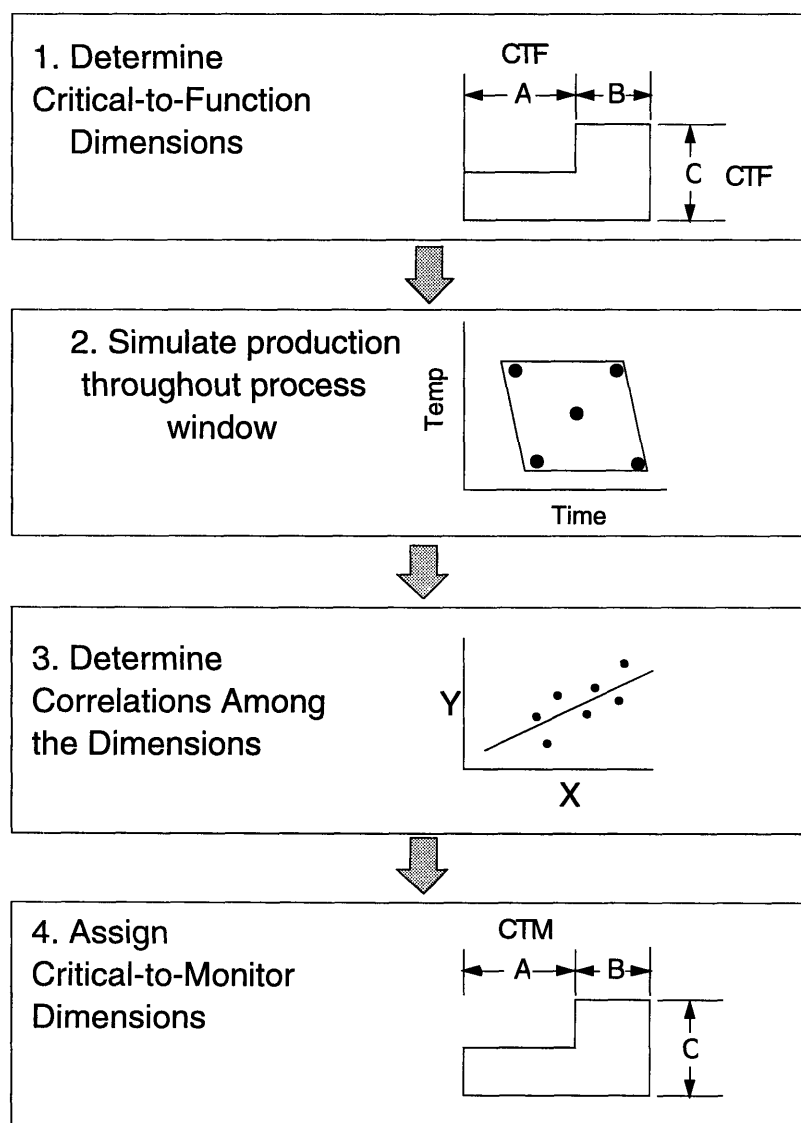 1. Determine
Critical-to-Function
Dimensions
CTF
A
B
C
CTF
2. Simulate production
throughout process
window
Temp
Time
3. Determine
Correlations Among
the Dimensions
Y
X
4. Assign
Critical-to-Monitor
Dimensions
CTM
A
B
C